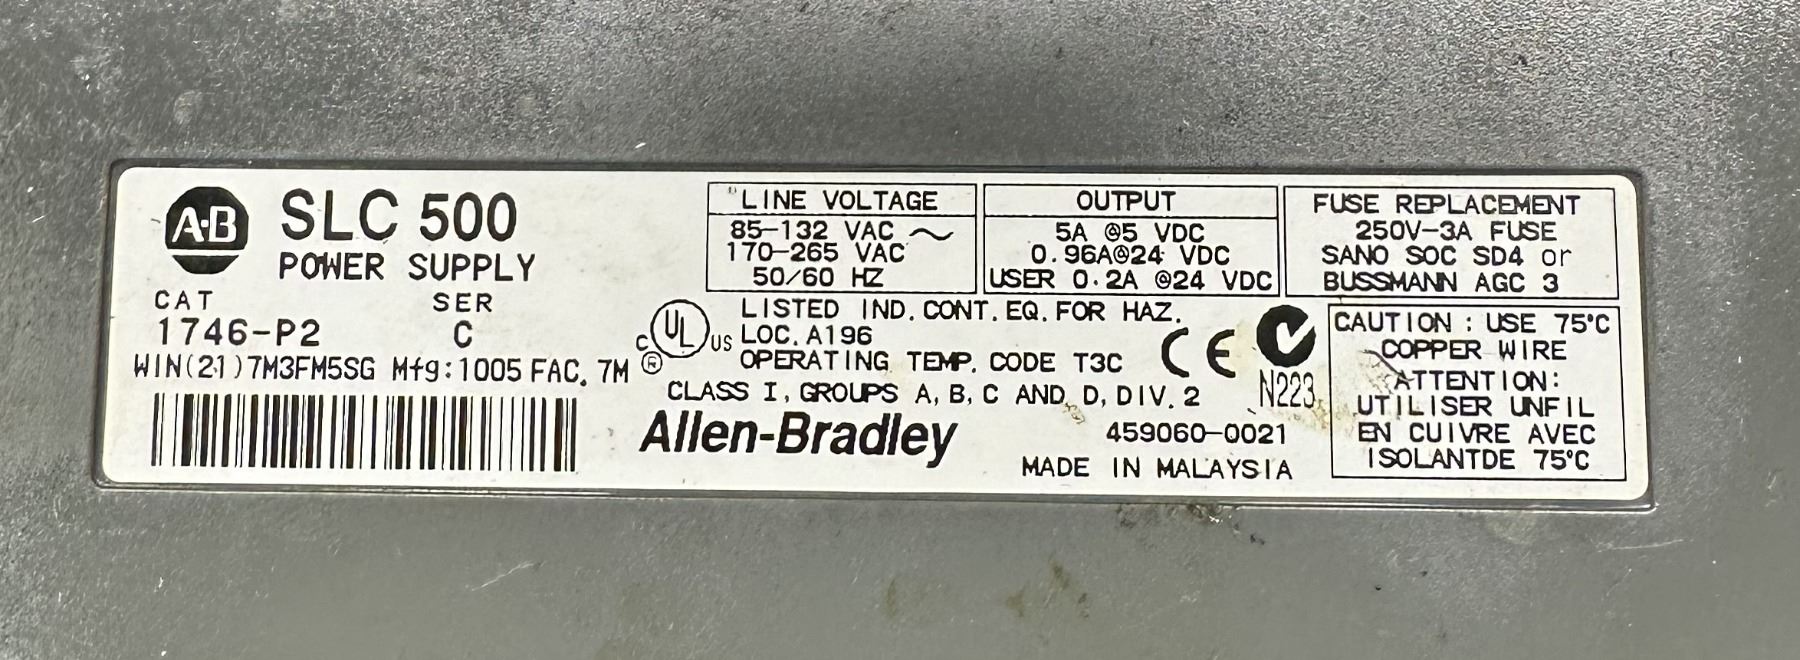 A-B
SLC 500
POWER SUPPLY
CAT SER
1746-P2 C
WIN(21)7M3FM5SG Mfg:1005 FAC. 7M
LINE VOLTAGE
85-132 VAC ~
170-265 VAC
50/60 HZ
OUTPUT
5A @5 VDC
0.96A@24 VDC
USER 0.2A @24 VDC
FUSE REPLACEMENT
250V-3A FUSE
SANO SOC SD4 or
BUSSMANN AGC 3
C UL US ®
LISTED IND. CONT. EQ. FOR HAZ.
LOC. A196
OPERATING TEMP. CODE T3C
CLASS I, GROUPS A, B, C AND D, DIV. 2
CE
N223
CAUTION : USE 75°C
COPPER WIRE
ATTENTION:
UTILISER UNFIL
EN CUIVRE AVEC
ISOLANTDE 75°C
Allen-Bradley
459060-0021
MADE IN MALAYSIA